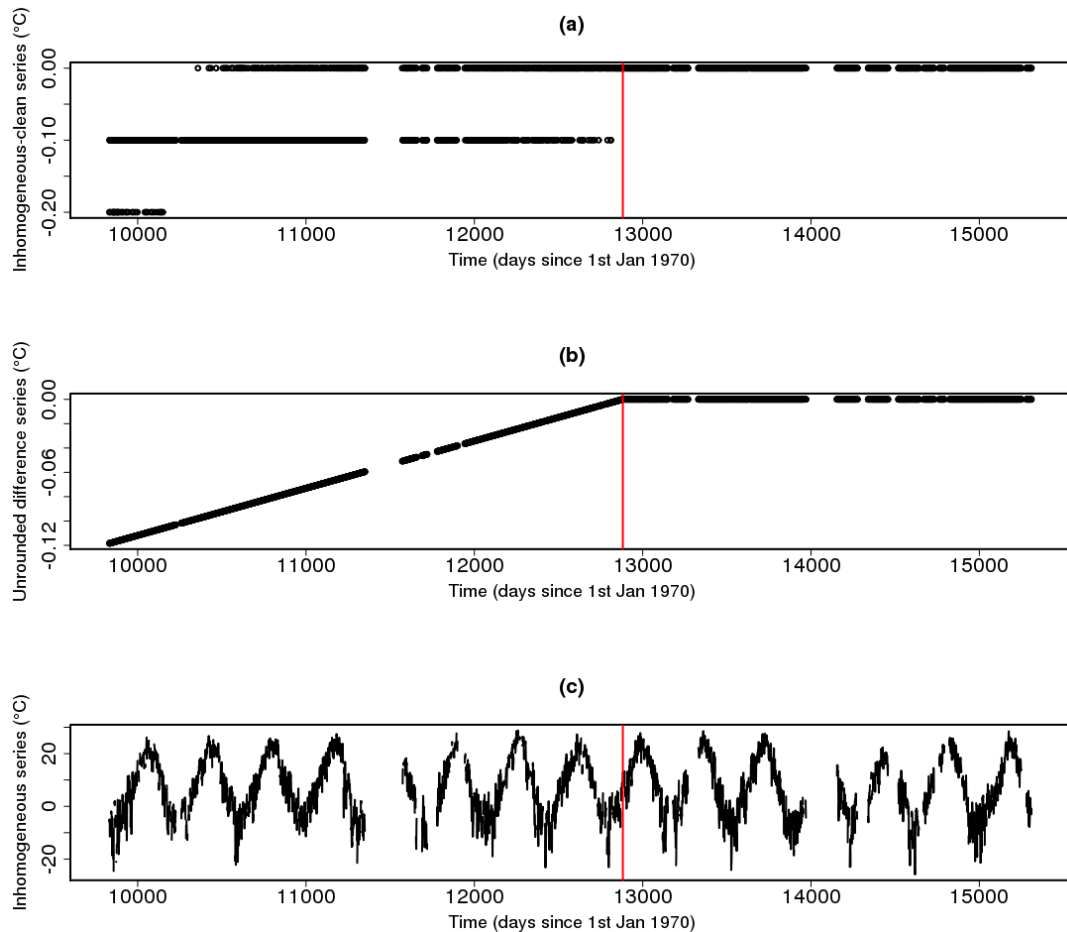 (a)
Inhomogeneous-clean series (°C)
0.00
-0.10
-0.20
10000 11000 12000 13000 14000 15000
Time (days since 1st Jan 1970)
(b)
Unrounded difference series (°C)
0.00
-0.06
-0.12
10000 11000 12000 13000 14000 15000
Time (days since 1st Jan 1970)
(c)
Inhomogeneous series (°C)
20
0
-20
10000 11000 12000 13000 14000 15000
Time (days since 1st Jan 1970)